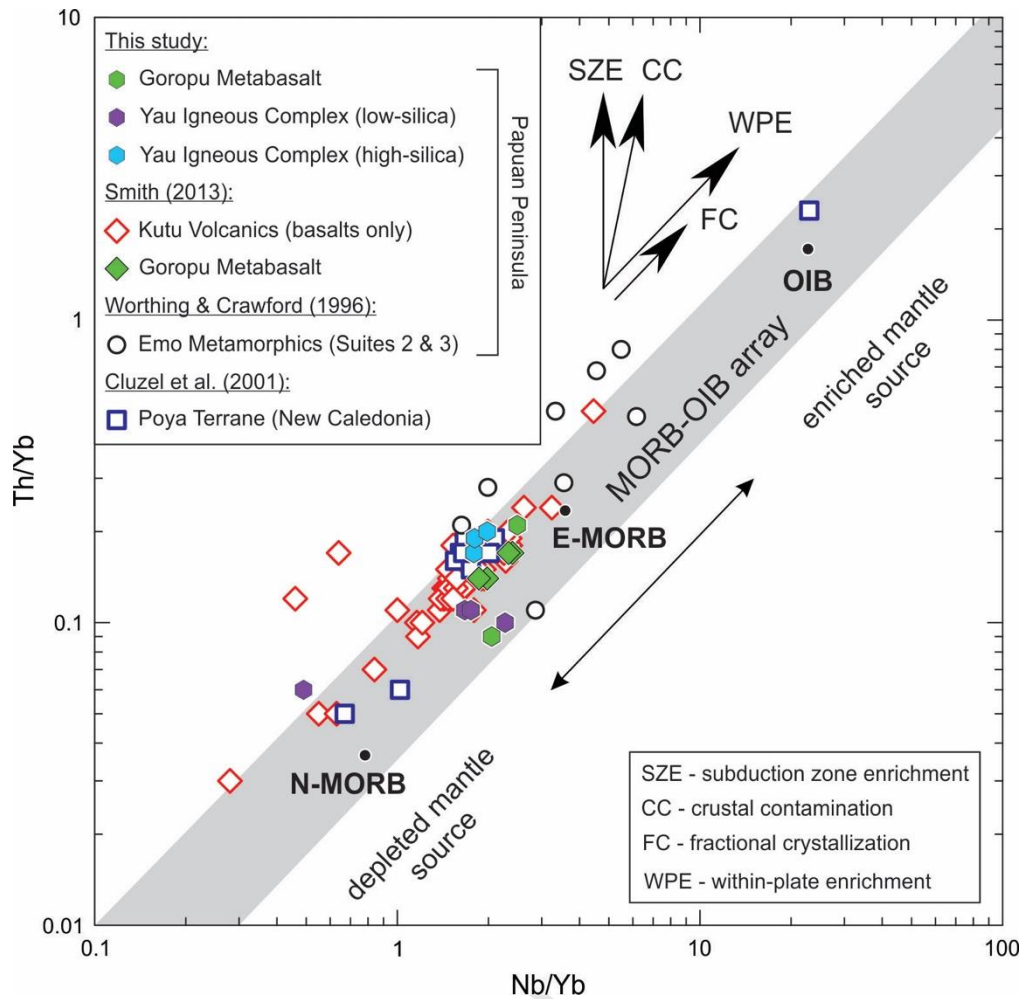 This study:
Goropu Metabasalt
Yau Igneous Complex (low-silica)
Yau Igneous Complex (high-silica)
Smith (2013):
Kutu Volcanics (basalts only)
Goropu Metabasalt
Worthing & Crawford (1996):
Emo Metamorphics (Suites 2 & 3)
Cluzel et al. (2001):
Poya Terrane (New Caledonia)
Papuan Peninsula
SZE
CC
WPE
FC
OIB
MORB-OIB array
enriched mantle
source
E-MORB
N-MORB
depleted mantle
source
SZE - subduction zone enrichment
CC - crustal contamination
FC - fractional crystallization
WPE - within-plate enrichment
10
1
0.1
0.01
Th/Yb
0.1
1
10
100
Nb/Yb